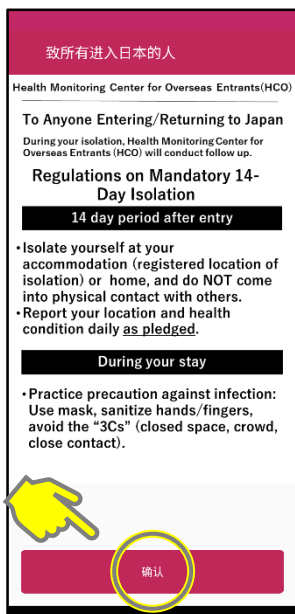 致所有进入日本的人
Health Monitoring Center for Overseas Entrants(HCO)
To Anyone Entering/Returning to Japan
During your isolation, Health Monitoring Center for
Overseas Entrants (HCO) will conduct follow up.
Regulations on Mandatory 14-
Day Isolation
14 day period after entry
・Isolate yourself at your
accommodation (registered location of
isolation) or home, and do NOT come
into physical contact with others.
・Report your location and health
condition daily as pledged.
During your stay
・Practice precaution against infection:
Use mask, sanitize hands/fingers,
avoid the “3Cs” (closed space, crowd,
close contact).
确认